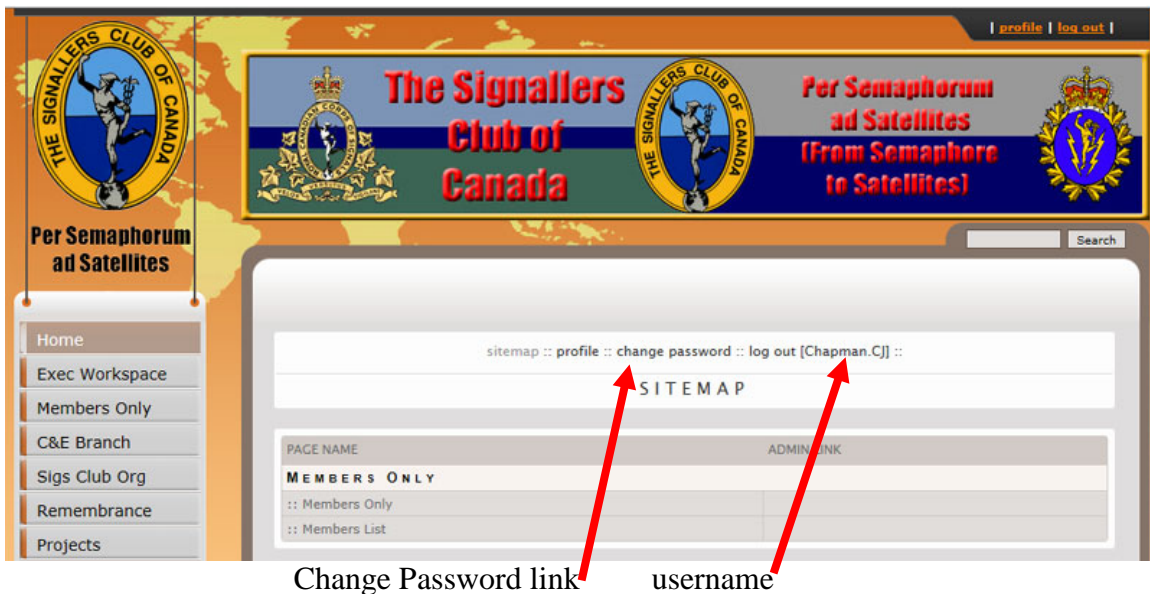 | profile | log out |
THE SIGNALLERS CLUB OF CANADA
Per Semaphorum
ad Satellites
The Signallers
Club of
Canada
THE SIGNALLERS CLUB OF CANADA
Per Semaphorum
ad Satellites
(From Semaphore
to Satellites)
Search
Home
Exec Workspace
Members Only
C&E Branch
Sigs Club Org
Remembrance
Projects
sitemap :: profile :: change password :: log out [Chapman.CJ] ::
SITEMAP
PAGE NAME ADMIN LINK
MEMBERS ONLY
:: Members Only
:: Members List
Change Password link username